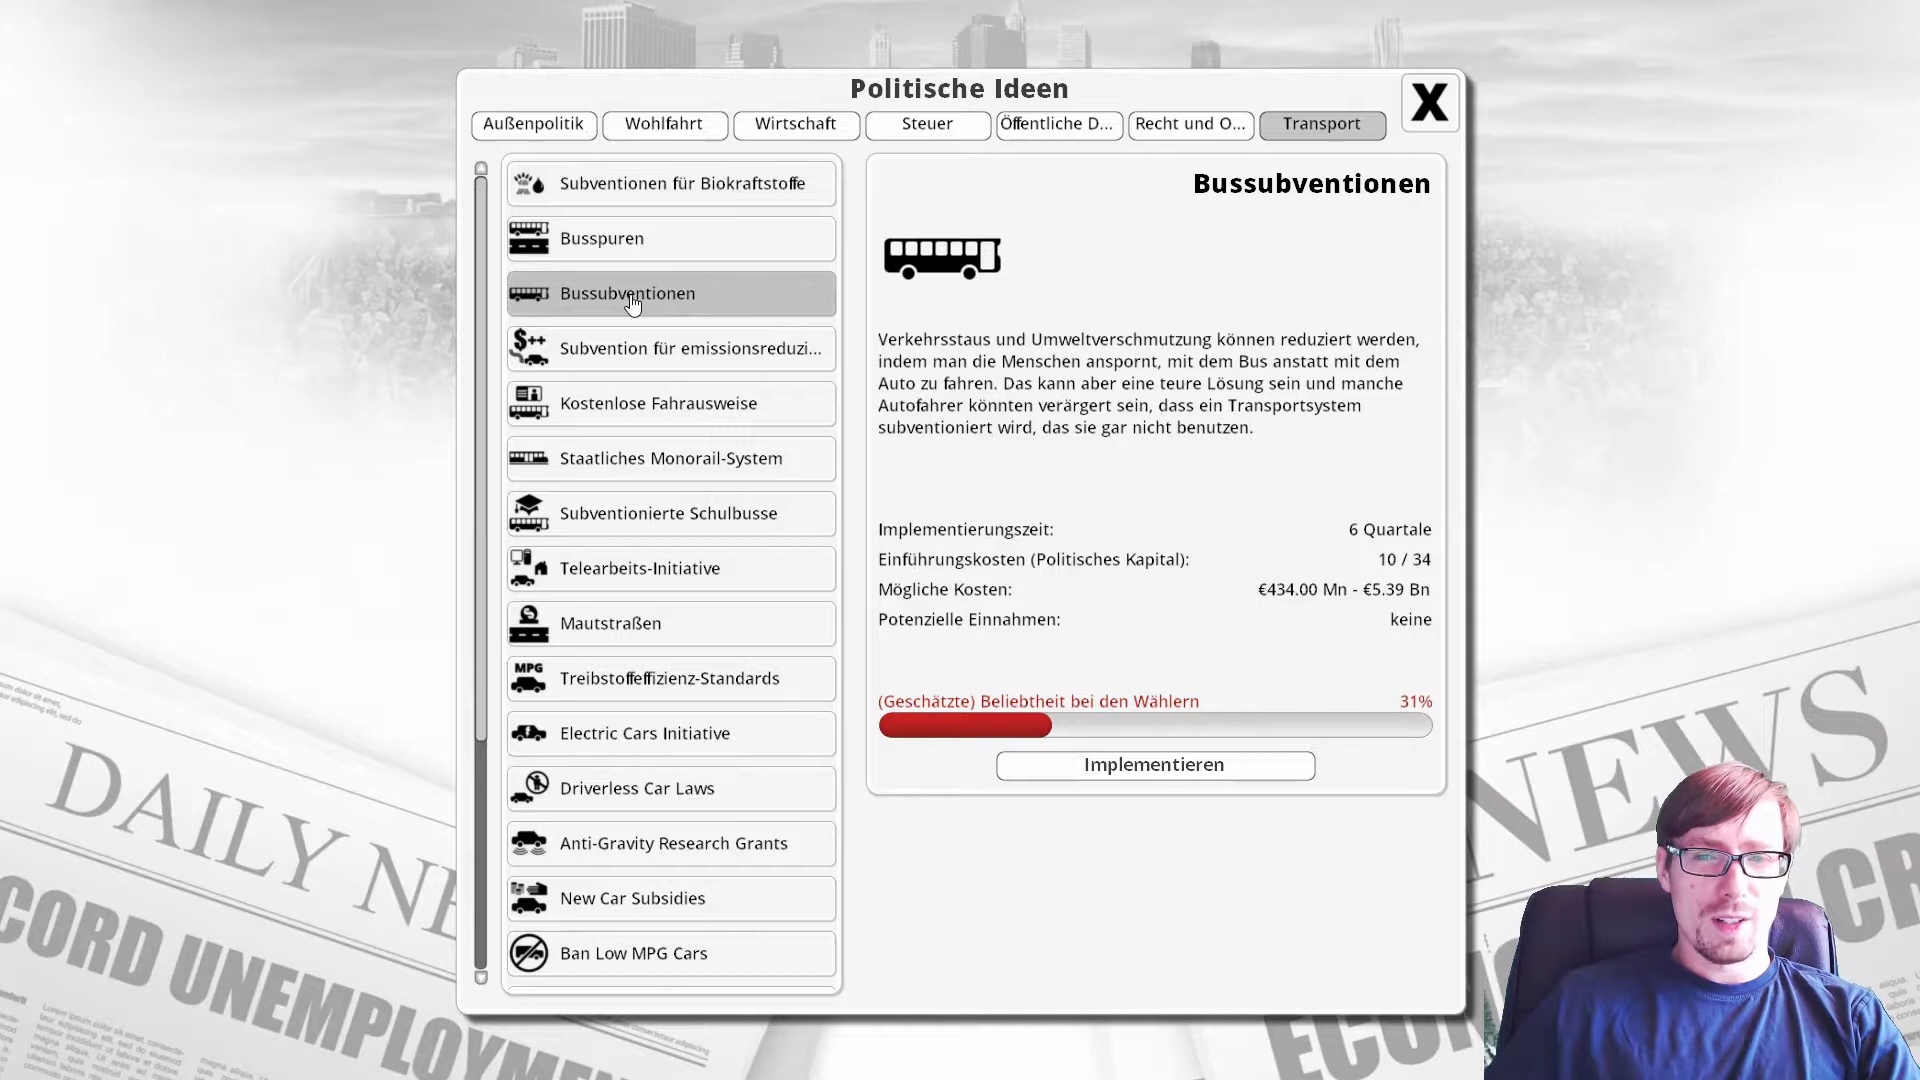 Politische Ideen
X
Außenpolitik
Wohlfahrt
Wirtschaft
Steuer
Öffentliche D...
Recht und O...
Transport
Subventionen für Biokraftstoffe
Busspuren
Bussubventionen
Subvention für emissionsreduzi...
Kostenlose Fahrausweise
Staatliches Monorail-System
Subventionierte Schulbusse
Telearbeits-Initiative
Mautstraßen
MPG
Treibstoffeffizienz-Standards
Electric Cars Initiative
Driverless Car Laws
Anti-Gravity Research Grants
New Car Subsidies
Ban Low MPG Cars
Bussubventionen
Verkehrsstaus und Umweltverschmutzung können reduziert werden,
indem man die Menschen anspornt, mit dem Bus anstatt mit dem
Auto zu fahren. Das kann aber eine teure Lösung sein und manche
Autofahrer könnten verärgert sein, dass ein Transportsystem
subventioniert wird, das sie gar nicht benutzen.
Implementierungszeit: 6 Quartale
Einführungskosten (Politisches Kapital): 10 / 34
Mögliche Kosten: €434.00 Mn - €5.39 Bn
Potenzielle Einnahmen: keine
(Geschätzte) Beliebtheit bei den Wählern 31%
Implementieren
DAILY NE
CORD UNEMPLOYME
NEWS